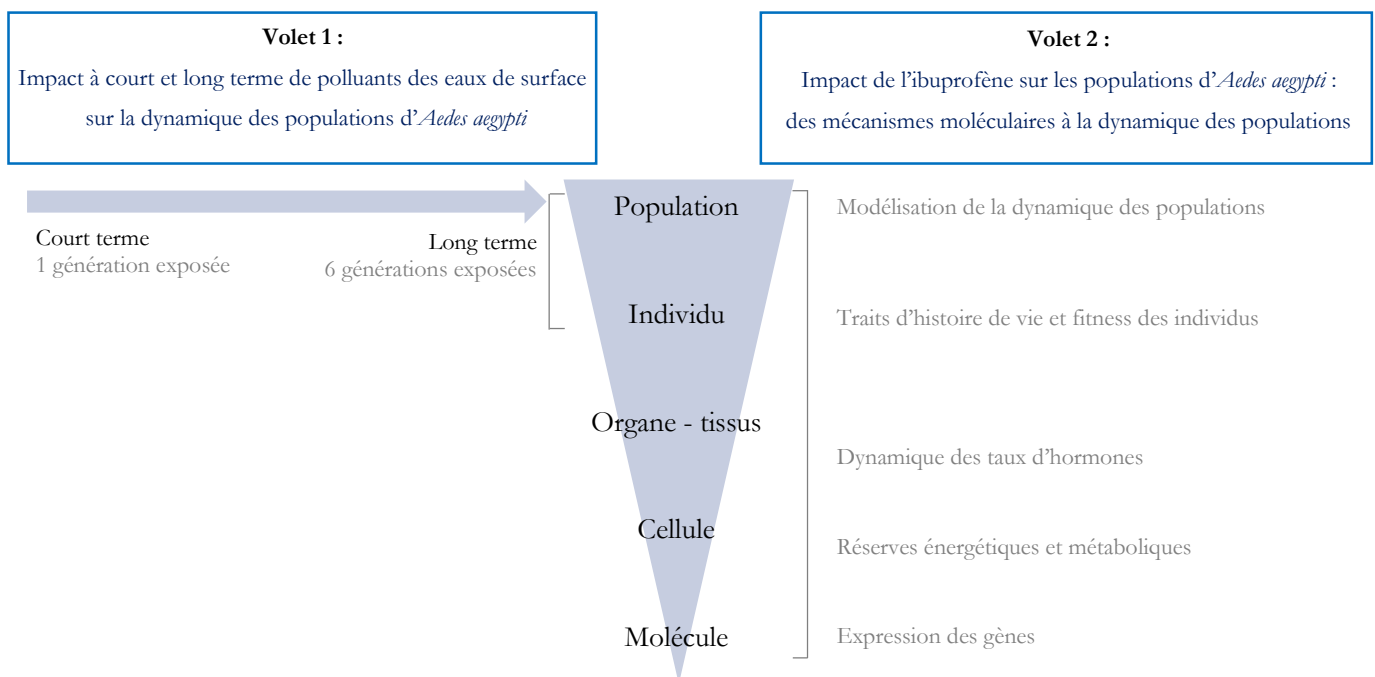 Volet 1 :
Impact à court et long terme de polluants des eaux de surface
sur la dynamique des populations d’Aedes aegypti
Volet 2 :
Impact de l’ibuprofène sur les populations d’Aedes aegypti :
des mécanismes moléculaires à la dynamique des populations
Court terme
1 génération exposée
Long terme
6 générations exposées
Population
Individu
Organe - tissus
Cellule
Molécule
Modélisation de la dynamique des populations
Traits d’histoire de vie et fitness des individus
Dynamique des taux d’hormones
Réserves énergétiques et métaboliques
Expression des gènes